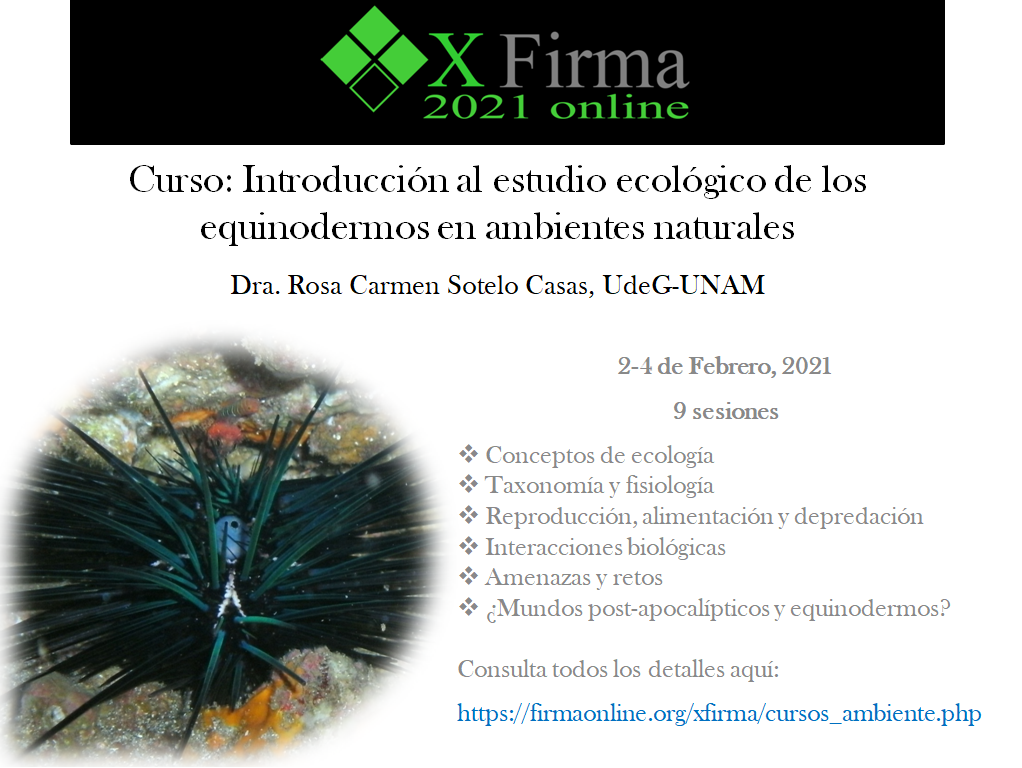 X Firma
2021 online
Curso: Introducción al estudio ecológico de los
equinodermos en ambientes naturales
Dra. Rosa Carmen Sotelo Casas, UdeG-UNAM
2-4 de Febrero, 2021
9 sesiones
❖ Conceptos de ecología
❖ Taxonomía y fisiología
❖ Reproducción, alimentación y depredación
❖ Interacciones biológicas
❖ Amenazas y retos
❖ ¿Mundos post-apocalípticos y equinodermos?
Consulta todos los detalles aquí:
https://firmaonline.org/xfirma/cursos_ambiente.php